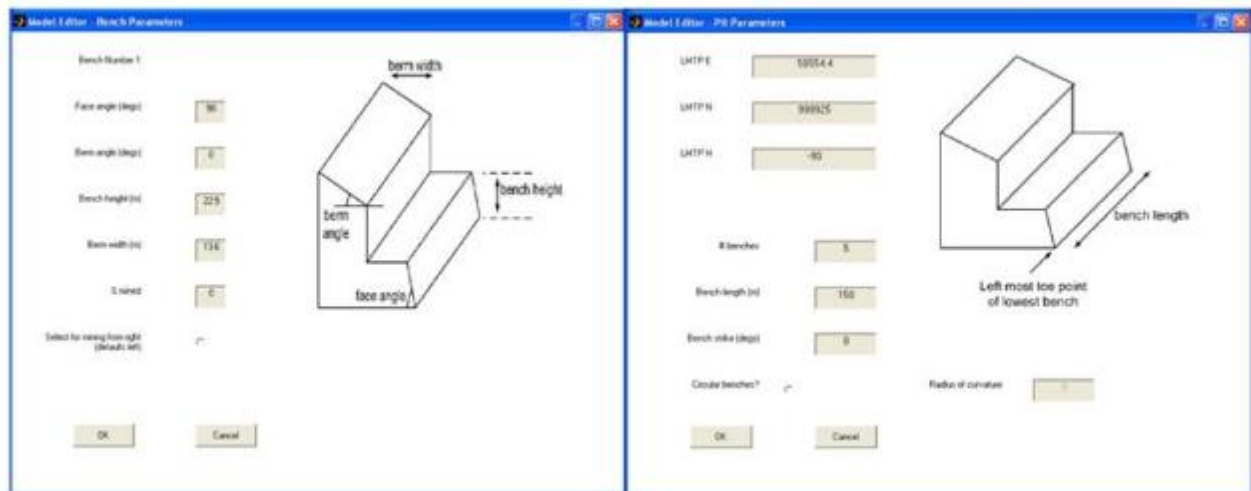 Model Editor - Bench Parameters
Bench Number 1
Face angle (degs)
90
Berm angle (degs)
0
Bench height (m)
Berm width (m)
% mined
0
Select for mining from right
(defaults left)
OK
Cancel
berm width
bench height
berm
angle
face angle
Model Editor - Pit Parameters
LMTP E
LMTP N
LMTP H
-90
# benches
5
Bench length (m)
150
Bench strike (degs)
Circular benches?
Radius of curvature
OK
Cancel
bench length
Left most toe point
of lowest bench